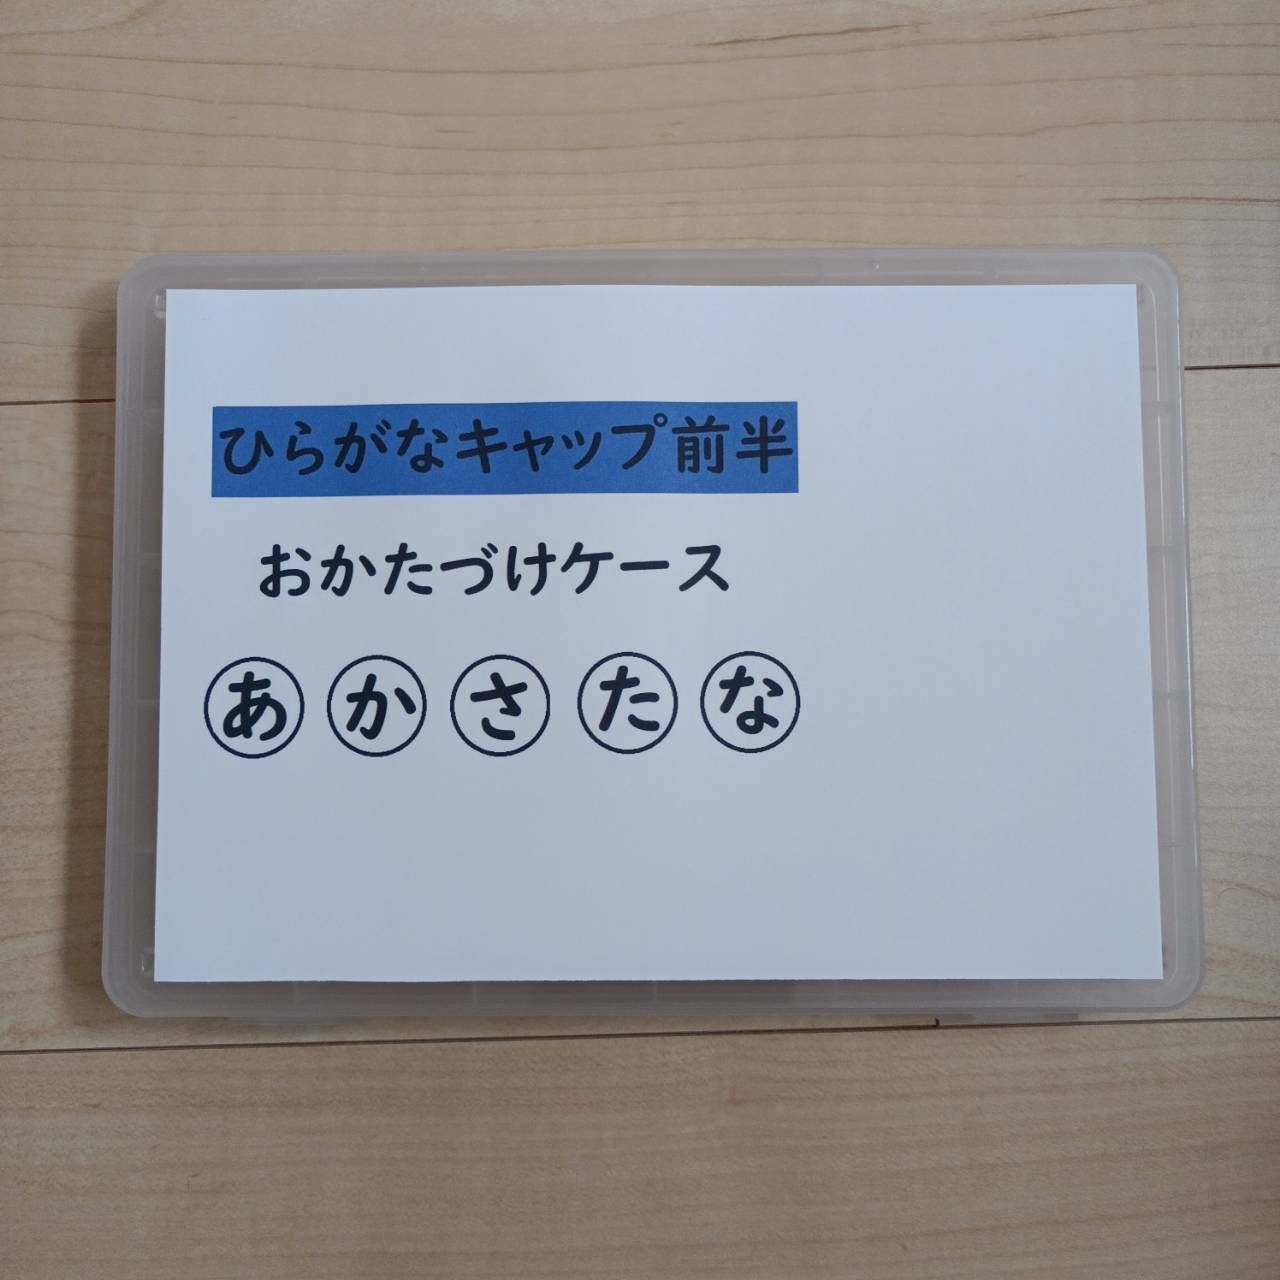 ひらがなキャップ前半
おかたづけケース
あ か さ た な